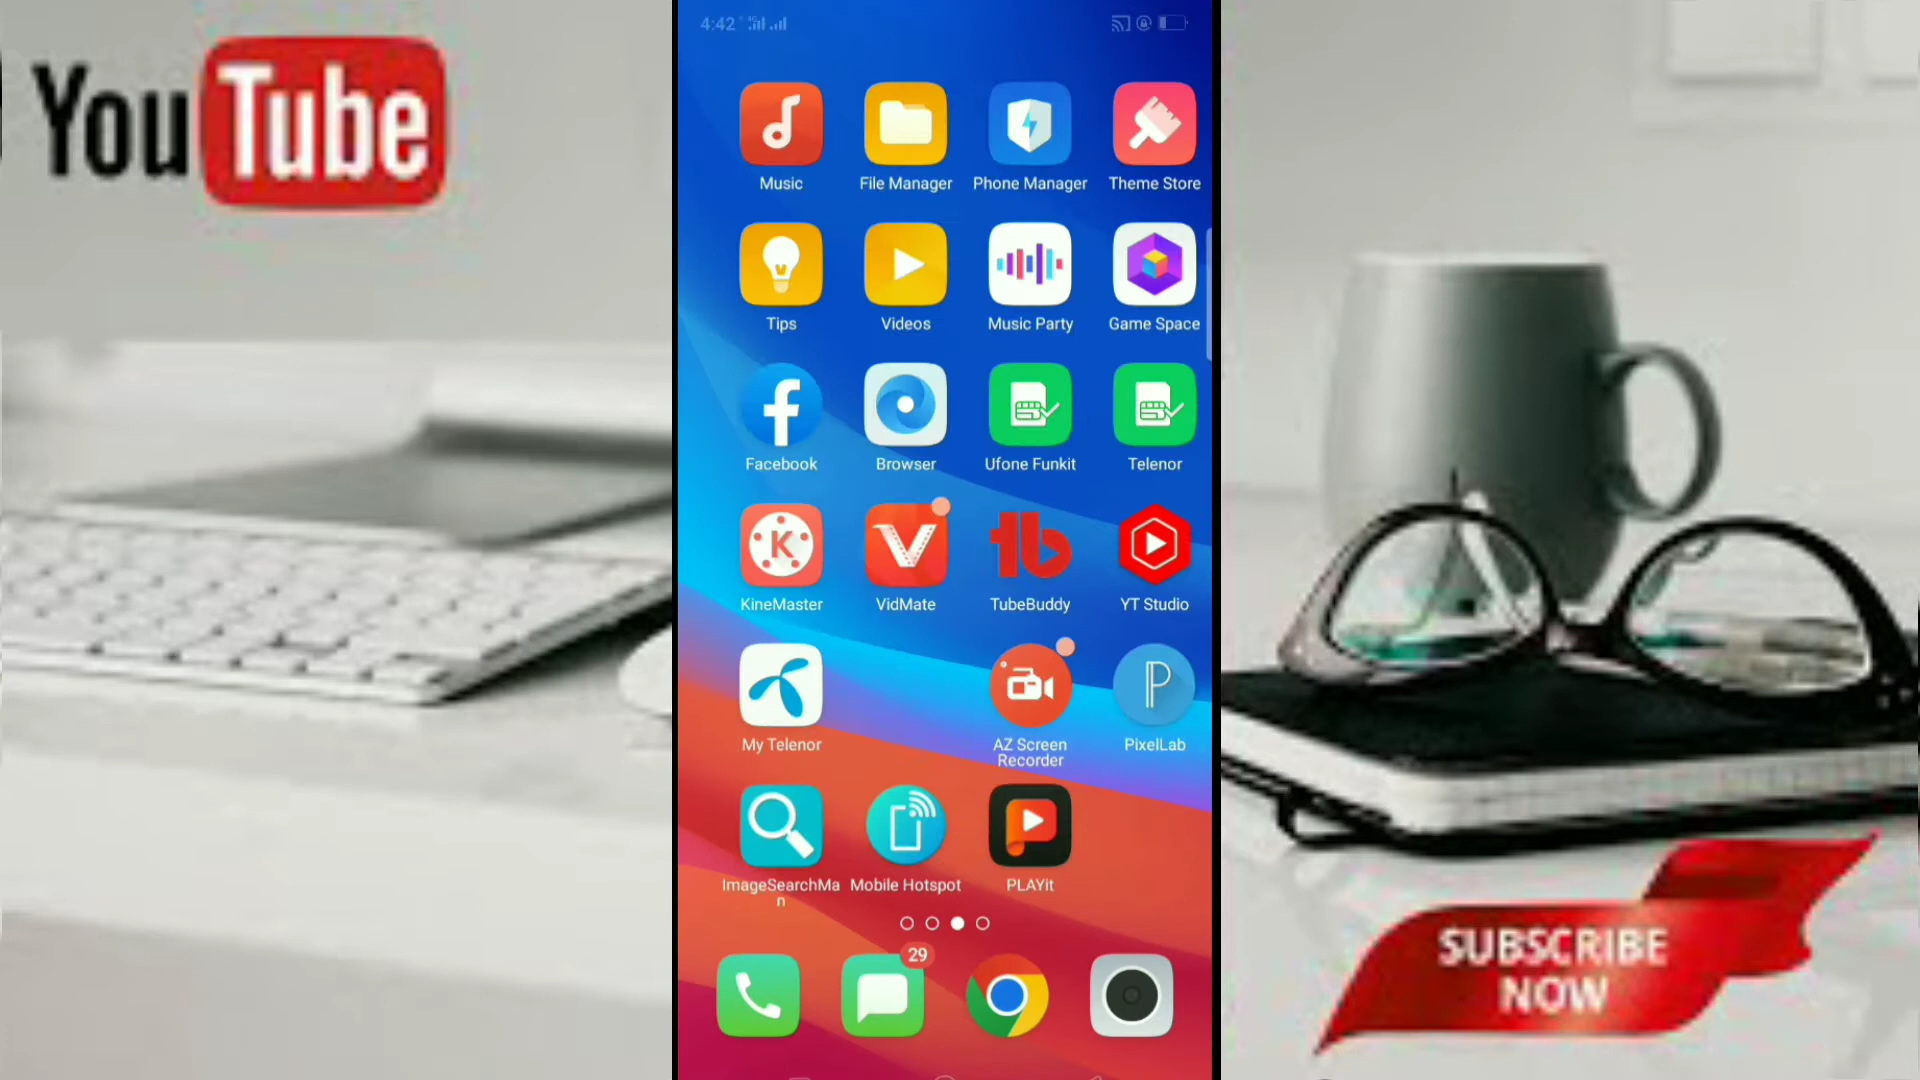 YouTube
4:42
4G
Music
File Manager
Phone Manager
Theme Store
Tips
Videos
Music Party
Game Space
Facebook
Browser
Ufone Funkit
Telenor
K
KineMaster
VidMate
tb
TubeBuddy
YT Studio
My Telenor
AZ Screen
Recorder
P
PixelLab
ImageSearchMa
n
Mobile Hotspot
PLAYit
29
SUBSCRIBE
NOW